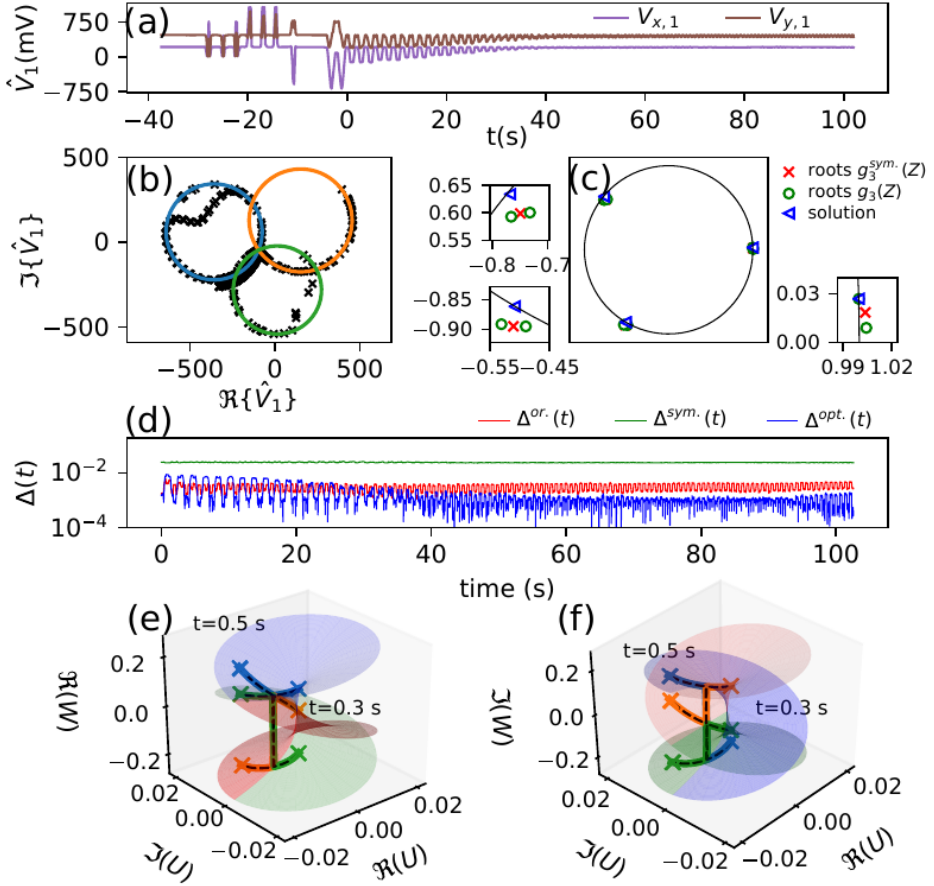 (a)
V_{x,1}
V_{y,1}
V̂_1(mV)
750
0
−750
−40 −20 0 20 40 60 80 100
t(s)
(b)
ℑ{V̂_1}
500
0
−500
−500 0 500
ℜ{V̂_1}
0.65
0.60
0.55
−0.8 −0.7
−0.85
−0.90
−0.55 −0.45
(c)
roots g_3^{sym.}(Z)
roots g_3(Z)
solution
0.03
0.00
0.99 1.02
(d)
Δ^{or.}(t)
Δ^{sym.}(t)
Δ^{opt.}(t)
Δ(t)
10^{−2}
10^{−4}
0 20 40 60 80 100
time (s)
(e)
t=0.5 s
t=0.3 s
ℜ(W)
0.2
0.0
−0.2
0.02
0.00
−0.02
ℑ(U)
−0.02
0.00
0.02
ℜ(U)
(f)
t=0.5 s
t=0.3 s
ℑ(W)
0.2
0.0
−0.2
0.02
0.00
−0.02
ℑ(U)
−0.02
0.00
0.02
ℜ(U)